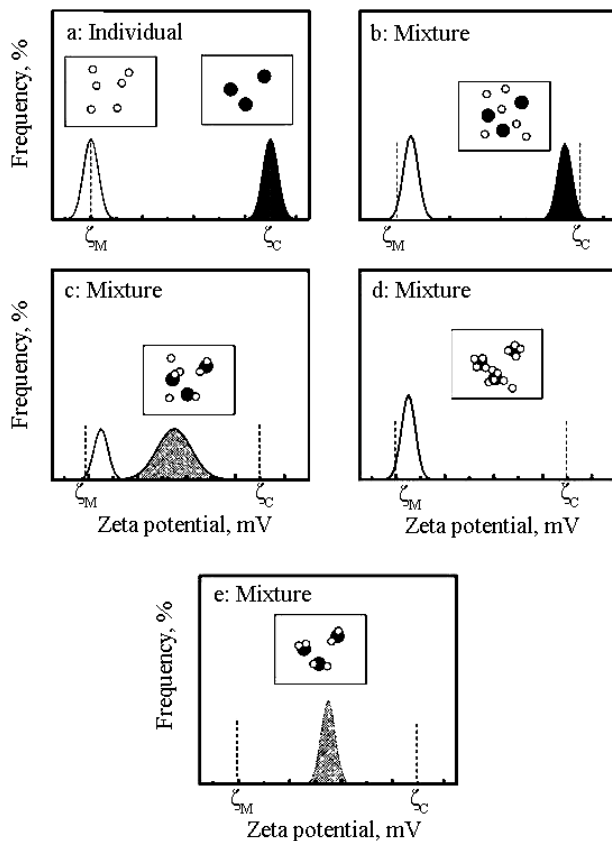 a: Individual
Frequency, %
ζM
ζC
b: Mixture
ζM
ζC
c: Mixture
Frequency, %
ζM
ζC
Zeta potential, mV
d: Mixture
ζM
ζC
Zeta potential, mV
e: Mixture
Frequency, %
ζM
ζC
Zeta potential, mV